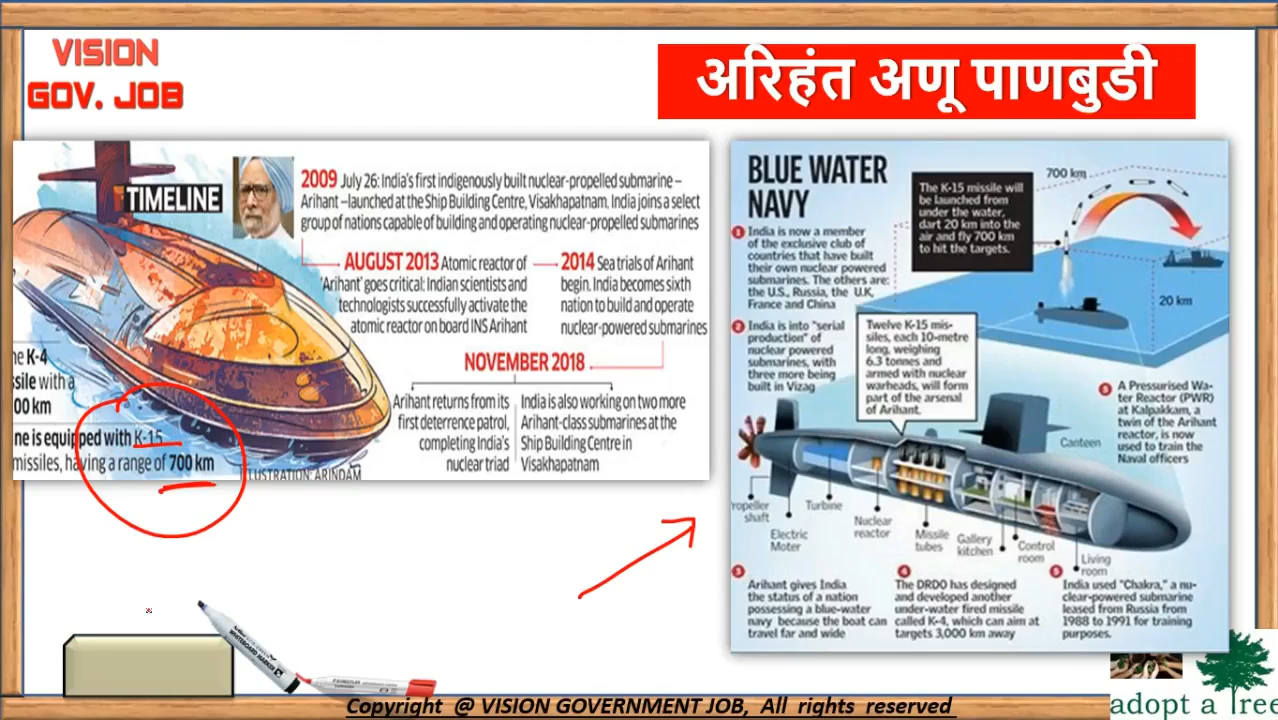 VISION
GOV. JOB
अरिहंत अणू पाणबुडी
TIMELINE
2009 July 26: India's first indigenously built nuclear-propelled submarine –
Arihant –launched at the Ship Building Centre, Visakhapatnam. India joins a select
group of nations capable of building and operating nuclear-propelled submarines
AUGUST 2013 Atomic reactor of
'Arihant' goes critical: Indian scientists and
technologists successfully activate the
atomic reactor on board INS Arihant
2014 Sea trials of Arihant
begin. India becomes sixth
nation to build and operate
nuclear-powered submarines
NOVEMBER 2018
Arihant returns from its
first deterrence patrol,
completing India's
nuclear triad
India is also working on two more
Arihant-class submarines at the
Ship Building Centre in
Visakhapatnam
K-4
with a
00 km
is equipped with K-15
missiles, having a range of 700 km
ILLUSTRATION: ARINDAM
BLUE WATER
NAVY
1 India is now a member
of the exclusive club of
countries that have built
their own nuclear powered
submarines. The others are:
the U.S., Russia, the U.K,
France and China
2 India is into "serial
production" of
nuclear powered
submarines, with
three more being
built in Vizag
The K-15 missile will
be launched from
under the water,
dart 20 km into the
air and fly 700 km
to hit the targets.
700 km
20 km
Twelve K-15 mis-
siles, each 10-metre
long, weighing
6.3 tonnes and
armed with nuclear
warheads, will form
part of the arsenal
of Arihant.
A Pressurised Wa-
ter Reactor (PWR)
at Kalpakkam, a
twin of the Arihant
reactor, is now
used to train the
Naval officers
Canteen
Propeller
shaft
Electric
Moter
Turbine
Nuclear
reactor
Missile
tubes
Gallery
kitchen
Control
room
Living
room
3
Arihant gives India
the status of a nation
possessing a blue-water
navy because the boat can
travel far and wide
4
The DRDO has designed
and developed another
under-water fired missile
called K-4, which can aim at
targets 3,000 km away
India used "Chakra," a nu-
clear-powered submarine
leased from Russia from
1988 to 1991 for training
purposes.
WHITEBOARD MARKER
Copyright @ VISION GOVERNMENT JOB, All rights reserved
adopt a Tree